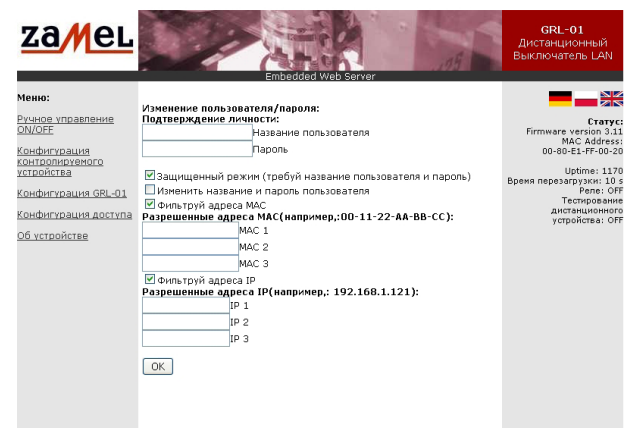 zamel
GRL-01
Дистанционный
Выключатель LAN
Embedded Web Server
Меню:
Ручное управление
ON/OFF
Конфигурация
контролируемого
устройства
Конфигурация GRL-01
Конфигурация доступа
Об устройстве
Изменение пользователя/пароля:
Подтверждение личности:
Название пользователя
Пароль
Защищенный режим (требуй название пользователя и пароль)
Изменить название и пароль пользователя
Фильтруй адреса MAC
Разрешенные адреса MAC(например,:00-11-22-AA-BB-CC):
MAC 1
MAC 2
MAC 3
Фильтруй адреса IP
Разрешенные адреса IP(например,: 192.168.1.121):
IP 1
IP 2
IP 3
OK
Статус:
Firmware version 3.11
MAC Address:
00-80-E1-FF-00-20
Uptime: 1170
Время перезагрузки: 10 s
Реле: OFF
Тестирование
дистанционного
устройства: OFF